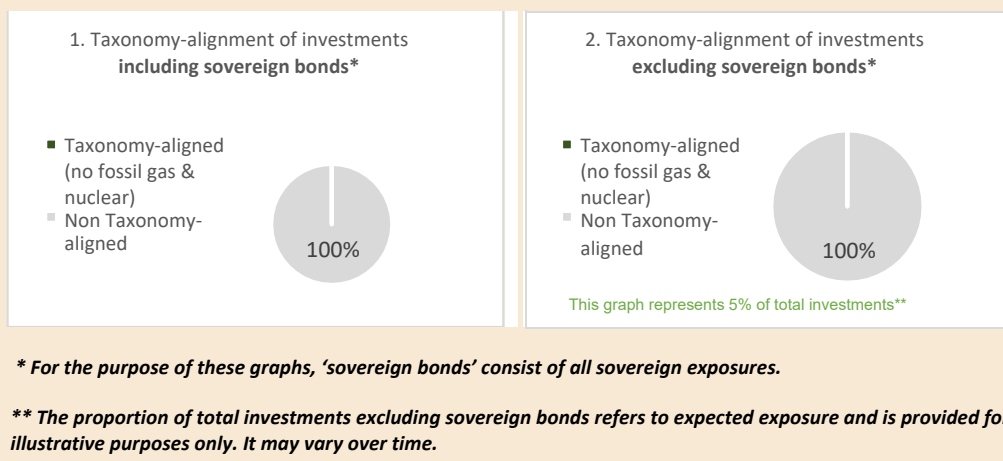 1. Taxonomy-alignment of investments
including sovereign bonds*
Taxonomy-aligned
(no fossil gas &
nuclear)
Non Taxonomy-
aligned
100%
2. Taxonomy-alignment of investments
excluding sovereign bonds*
Taxonomy-aligned
(no fossil gas &
nuclear)
Non Taxonomy-
aligned
100%
This graph represents 5% of total investments**
* For the purpose of these graphs, ‘sovereign bonds’ consist of all sovereign exposures.
** The proportion of total investments excluding sovereign bonds refers to expected exposure and is provided
illustrative purposes only. It may vary over time.